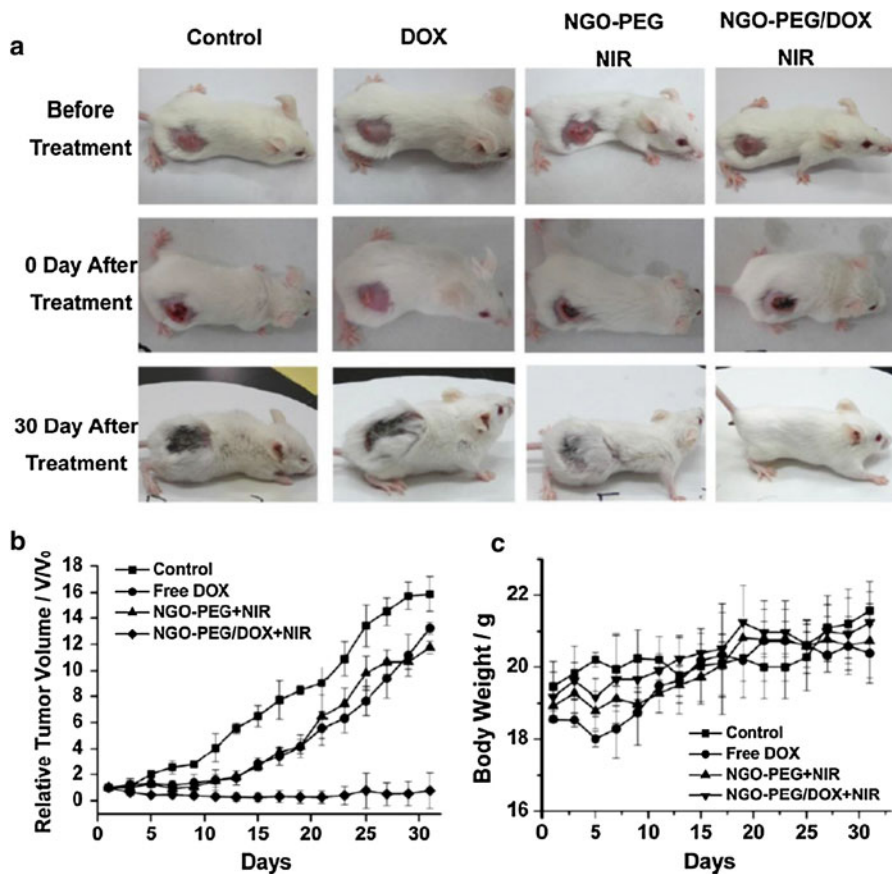 a
Control
DOX
NGO-PEG
NIR
NGO-PEG/DOX
NIR
Before
Treatment
0 Day After
Treatment
30 Day After
Treatment
b
Relative Tumor Volume / V/V₀
18
16
14
12
10
8
6
4
2
0
Control
Free DOX
NGO-PEG+NIR
NGO-PEG/DOX+NIR
0 5 10 15 20 25 30
Days
c
Body Weight / g
22
20
18
16
Control
Free DOX
NGO-PEG+NIR
NGO-PEG/DOX+NIR
0 5 10 15 20 25 30
Days